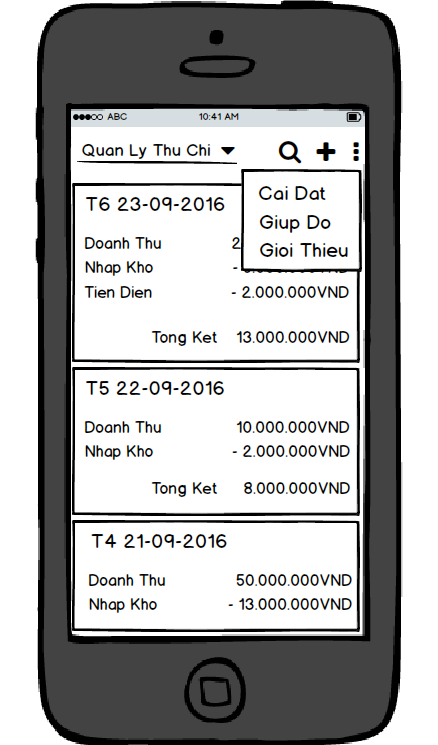 ABC 10:41 AM
Quan Ly Thu Chi
Cai Dat
Giup Do
Gioi Thieu
T6 23-09-2016
Doanh Thu 2
Nhap Kho -
Tien Dien - 2.000.000VND
Tong Ket 13.000.000VND
T5 22-09-2016
Doanh Thu 10.000.000VND
Nhap Kho - 2.000.000VND
Tong Ket 8.000.000VND
T4 21-09-2016
Doanh Thu 50.000.000VND
Nhap Kho - 13.000.000VND